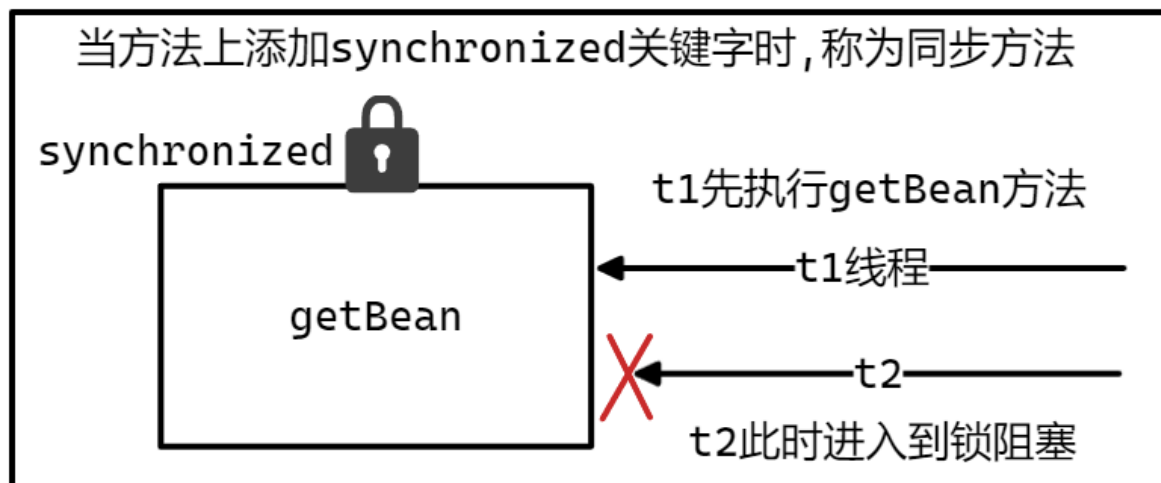 当方法上添加synchronized关键字时,称为同步方法
synchronized
t1先执行getBean方法
t1线程
getBean
t2
t2此时进入到锁阻塞